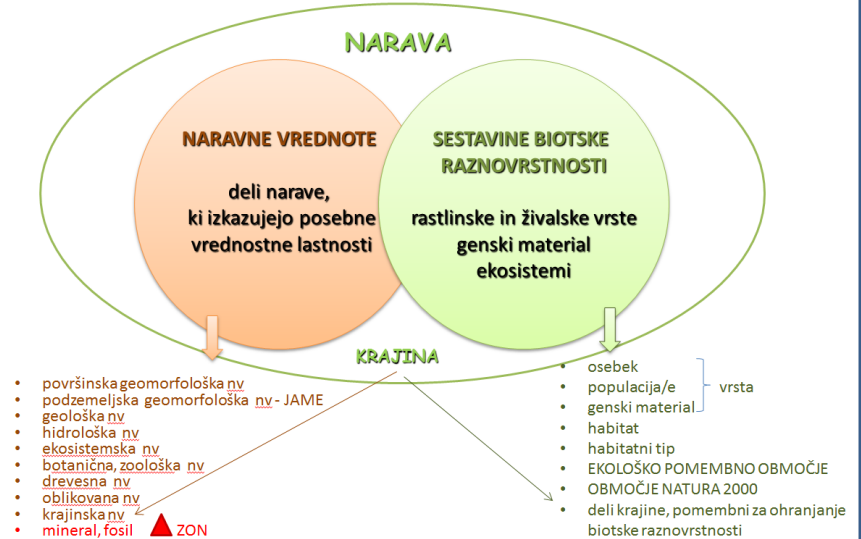 NARAVA
NARAVNE VREDNOTE
deli narave,
ki izkazujejo posebne
vrednostne lastnosti
SESTAVINE BIOTSKE
RAZNOVRSTNOSTI
rastlinske in živalske vrste
genski material
ekosistemi
KRAJINA
• površinska geomorfološka nv
• podzemeljska geomorfološka nv - JAME
• geološka nv
• hidrološka nv
• ekosistemska nv
• botanična, zoološka nv
• drevesna nv
• oblikovana nv
• krajinska nv
• mineral, fosil ZON
• osebek
• populacija/e vrsta
• genski material
• habitat
• habitatni tip
• EKOLOŠKO POMEMBNO OBMOČJE
• OBMOČJE NATURA 2000
• deli krajine, pomembni za ohranjanje
biotske raznovrstnosti